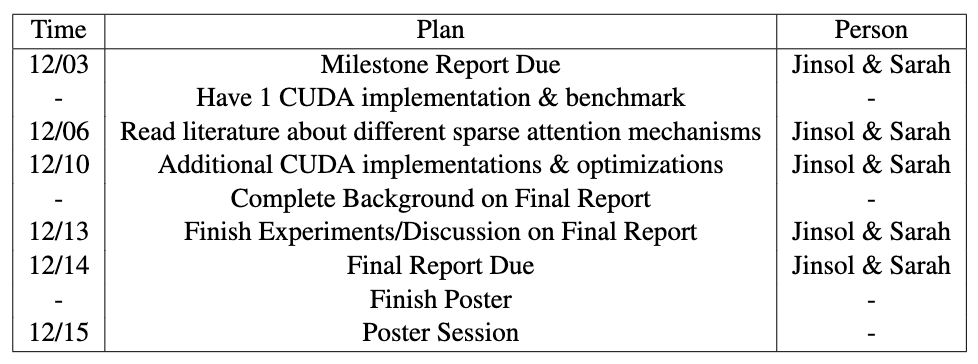 Time Plan Person
12/03 Milestone Report Due Jinsol & Sarah
- Have 1 CUDA implementation & benchmark -
12/06 Read literature about different sparse attention mechanisms Jinsol & Sarah
12/10 Additional CUDA implementations & optimizations Jinsol & Sarah
- Complete Background on Final Report -
12/13 Finish Experiments/Discussion on Final Report Jinsol & Sarah
12/14 Final Report Due Jinsol & Sarah
- Finish Poster -
12/15 Poster Session -